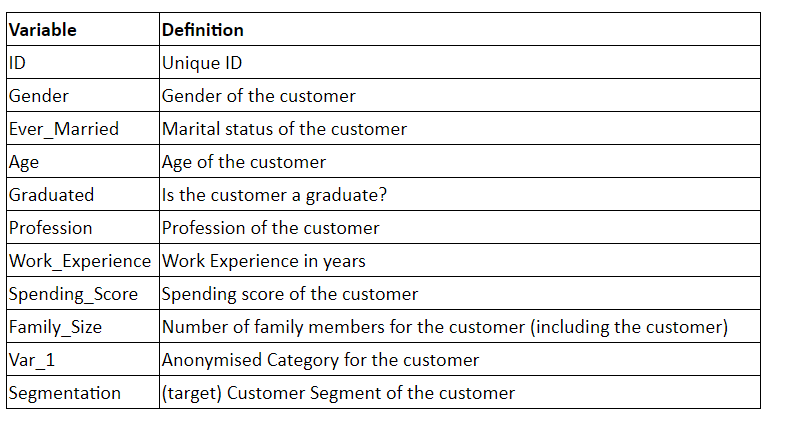 Variable Definition
ID Unique ID
Gender Gender of the customer
Ever_Married Marital status of the customer
Age Age of the customer
Graduated Is the customer a graduate?
Profession Profession of the customer
Work_Experience Work Experience in years
Spending_Score Spending score of the customer
Family_Size Number of family members for the customer (including the customer)
Var_1 Anonymised Category for the customer
Segmentation (target) Customer Segment of the customer